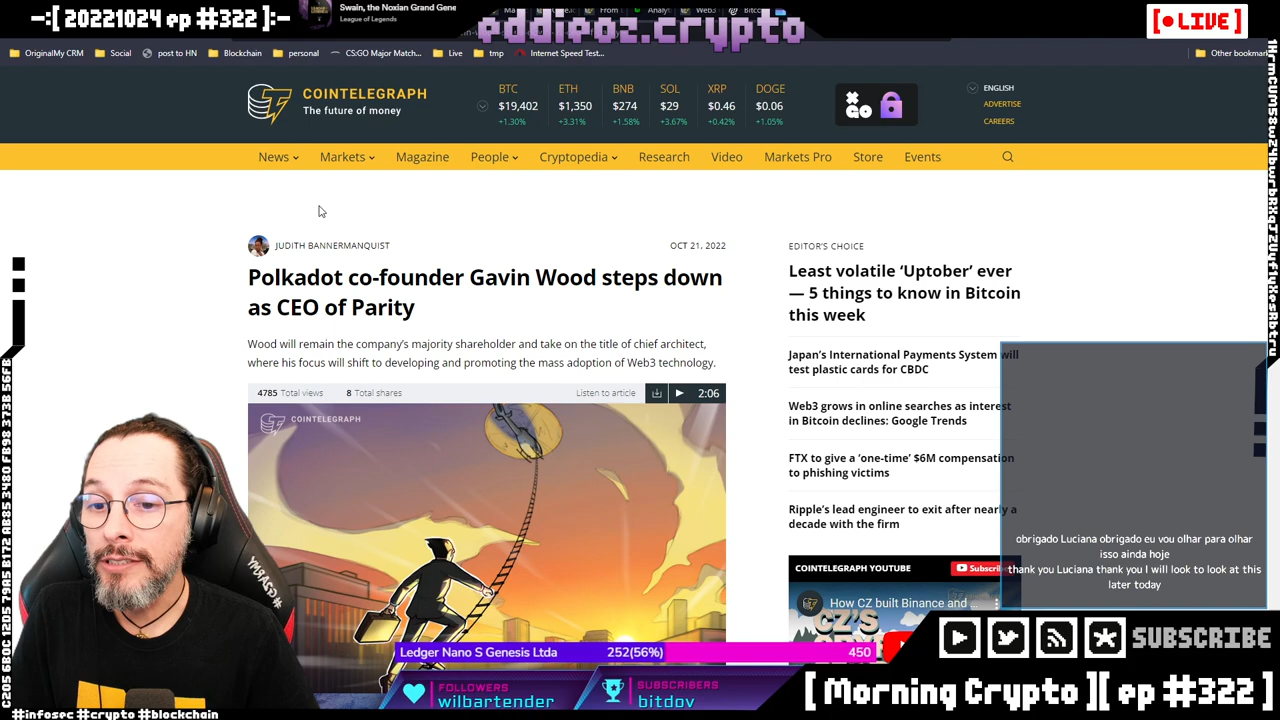 -:[ 20221024 ep #322 ]:-
Swain, the Noxian Grand Gene
League of Legends
eddieoz.crypto
[ LIVE ]
OriginalMy CRM
Social
post to HN
Blockchain
personal
CS:GO Major Match...
Live
tmp
Internet Speed Test...
Other bookmar
COINTELEGRAPH
The future of money
BTC
$19,402
+1.30%
ETH
$1,350
+3.31%
BNB
$274
+1.58%
SOL
$29
+3.67%
XRP
$0.46
+0.42%
DOGE
$0.06
+1.05%
ENGLISH
ADVERTISE
CAREERS
News
Markets
Magazine
People
Cryptopedia
Research
Video
Markets Pro
Store
Events
JUDITH BANNERMANQUIST
OCT 21, 2022
Polkadot co-founder Gavin Wood steps down
as CEO of Parity
Wood will remain the company's majority shareholder and take on the title of chief architect,
where his focus will shift to developing and promoting the mass adoption of Web3 technology.
4785 Total views
8 Total shares
Listen to article
2:06
COINTELEGRAPH
EDITOR'S CHOICE
Least volatile ‘Uptober’ ever
— 5 things to know in Bitcoin
this week
Japan's International Payments System will
test plastic cards for CBDC
Web3 grows in online searches as interest
in Bitcoin declines: Google Trends
FTX to give a ‘one-time’ $6M compensation
to phishing victims
Ripple's lead engineer to exit after nearly a
decade with the firm
COINTELEGRAPH YOUTUBE
Subscrib
How CZ built Binance and ...
CZ'S
obrigado Luciana obrigado eu vou olhar para olhar
isso ainda hoje
thank you Luciana thank you I will look to look at this
later today
Ledger Nano S Genesis Ltda
252(56%)
450
FOLLOWERS
wilbartender
SUBSCRIBERS
bitdov
SUBSCRIBE
[ Morning Crypto ][ ep #322 ]
#infosec #crypto #blockchain